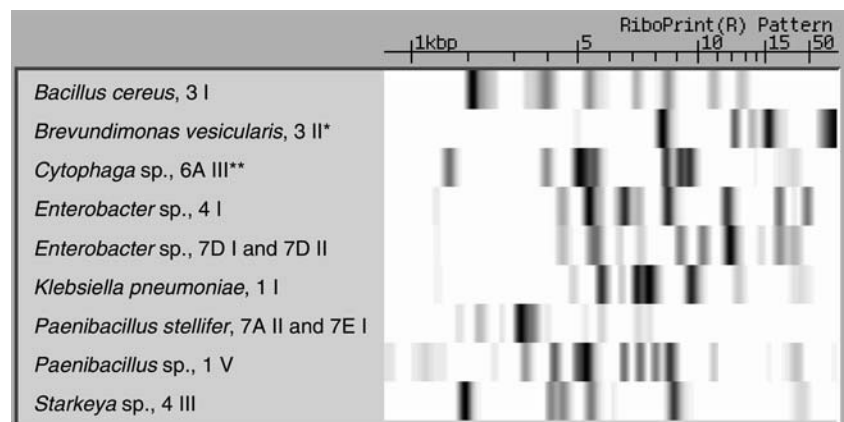 RiboPrint(R) Pattern
1kbp 5 10 15 50
Bacillus cereus, 3 I
Brevundimonas vesicularis, 3 II*
Cytophaga sp., 6A III**
Enterobacter sp., 4 I
Enterobacter sp., 7D I and 7D II
Klebsiella pneumoniae, 1 I
Paenibacillus stellifer, 7A II and 7E I
Paenibacillus sp., 1 V
Starkeya sp., 4 III